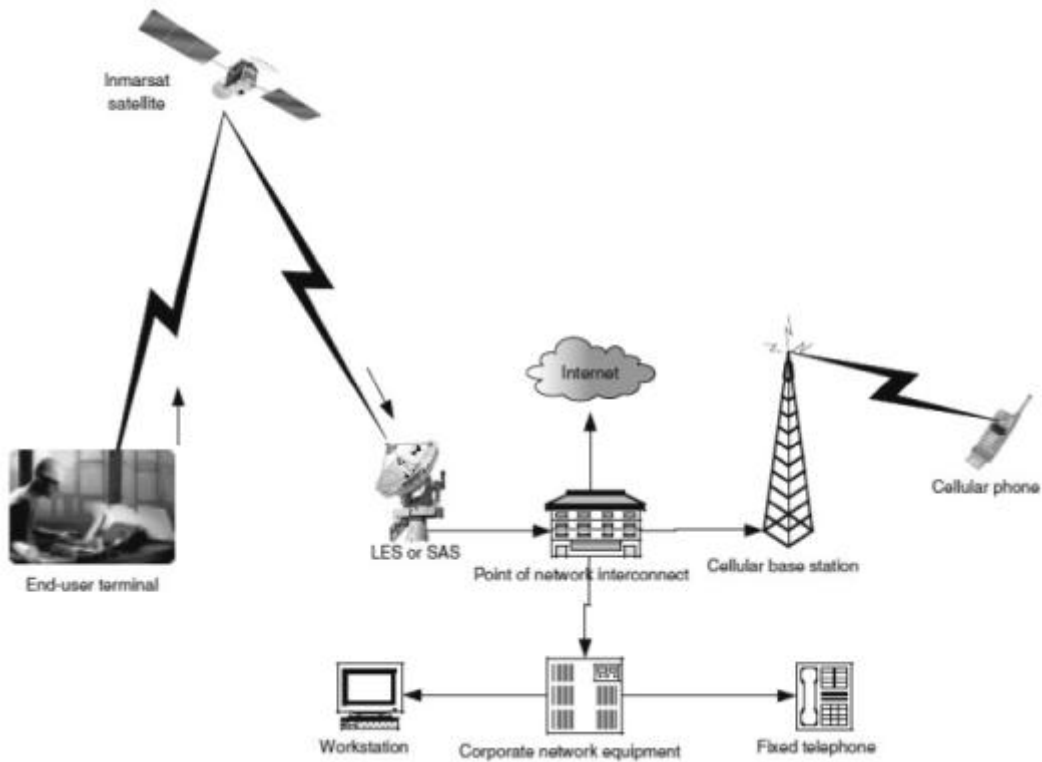 Inmarsat
satellite
Internet
Cellular phone
LES or SAS
Point of network interconnect
Cellular base station
End-user terminal
Workstation
Corporate network equipment
Fixed telephone